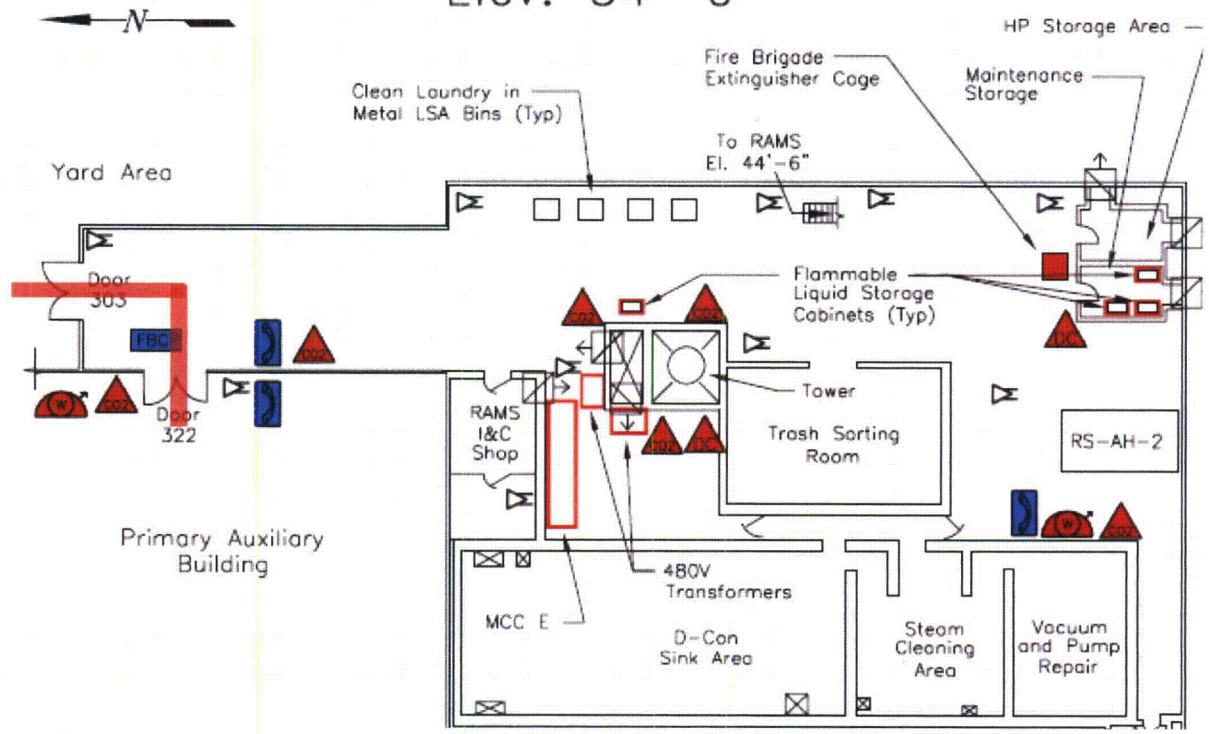 N
HP Storage Area
Fire Brigade
Extinguisher Cage
Maintenance
Storage
Clean Laundry in
Metal LSA Bins (Typ)
To RAMS
El. 44'-6"
Yard Area
Door
303
Flammable
Liquid Storage
Cabinets (Typ)
CO2
CO2
FBC
CO2
DC
W
CO2
Door
322
Tower
RAMS
I&C
Shop
CO2
DC
Trash Sorting
Room
RS-AH-2
W
CO2
Primary Auxiliary
Building
480V
Transformers
MCC E
D-Con
Sink Area
Steam
Cleaning
Area
Vacuum
and Pump
Repair